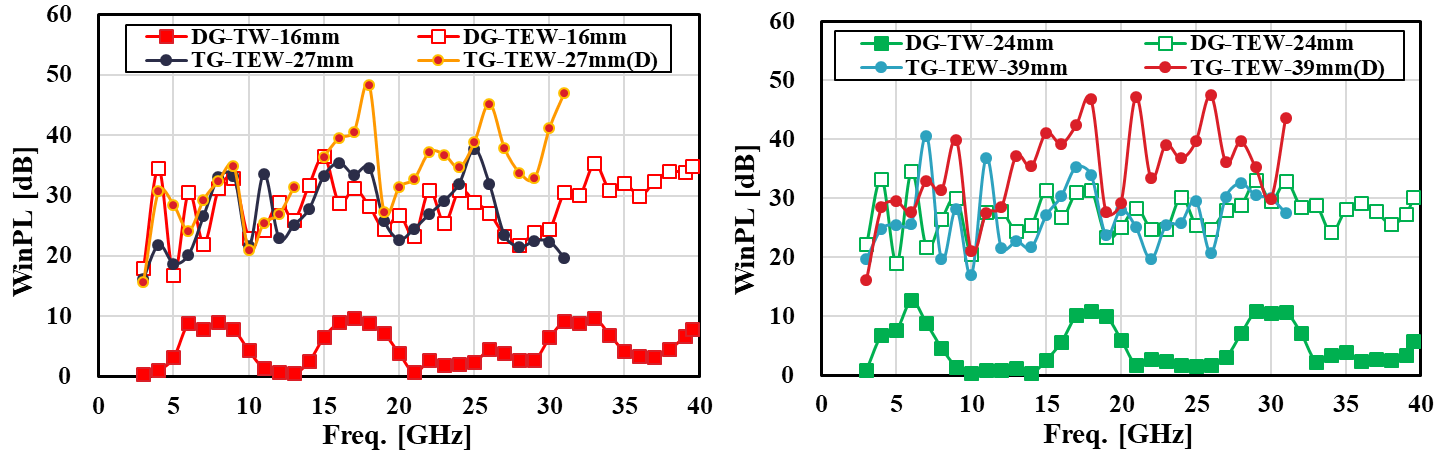 60
50
40
30
20
10
0
WinPL [dB]
DG-TW-16mm
DG-TEW-16mm
TG-TEW-27mm
TG-TEW-27mm(D)
0 5 10 15 20 25 30 35 40
Freq. [GHz]
60
50
40
30
20
10
0
WinPL [dB]
DG-TW-24mm
DG-TEW-24mm
TG-TEW-39mm
TG-TEW-39mm(D)
0 5 10 15 20 25 30 35 40
Freq. [GHz]